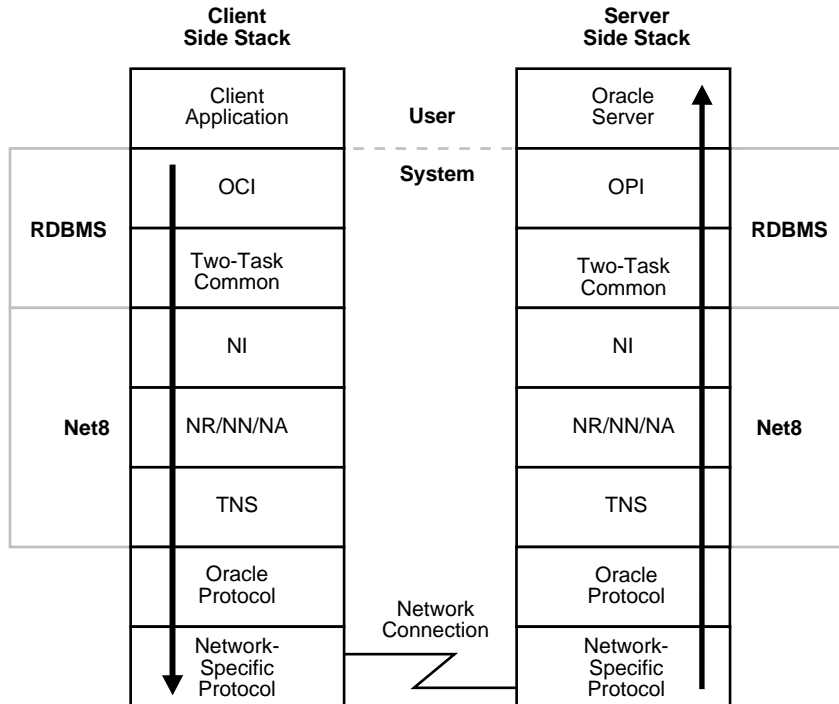 Client
Side Stack
Server
Side Stack
Client
Application
User
Oracle
Server
System
OCI
OPI
RDBMS
RDBMS
Two-Task
Common
Two-Task
Common
NI
NI
Net8
NR/NN/NA
NR/NN/NA
Net8
TNS
TNS
Oracle
Protocol
Oracle
Protocol
Network
Connection
Network-
Specific
Protocol
Network-
Specific
Protocol